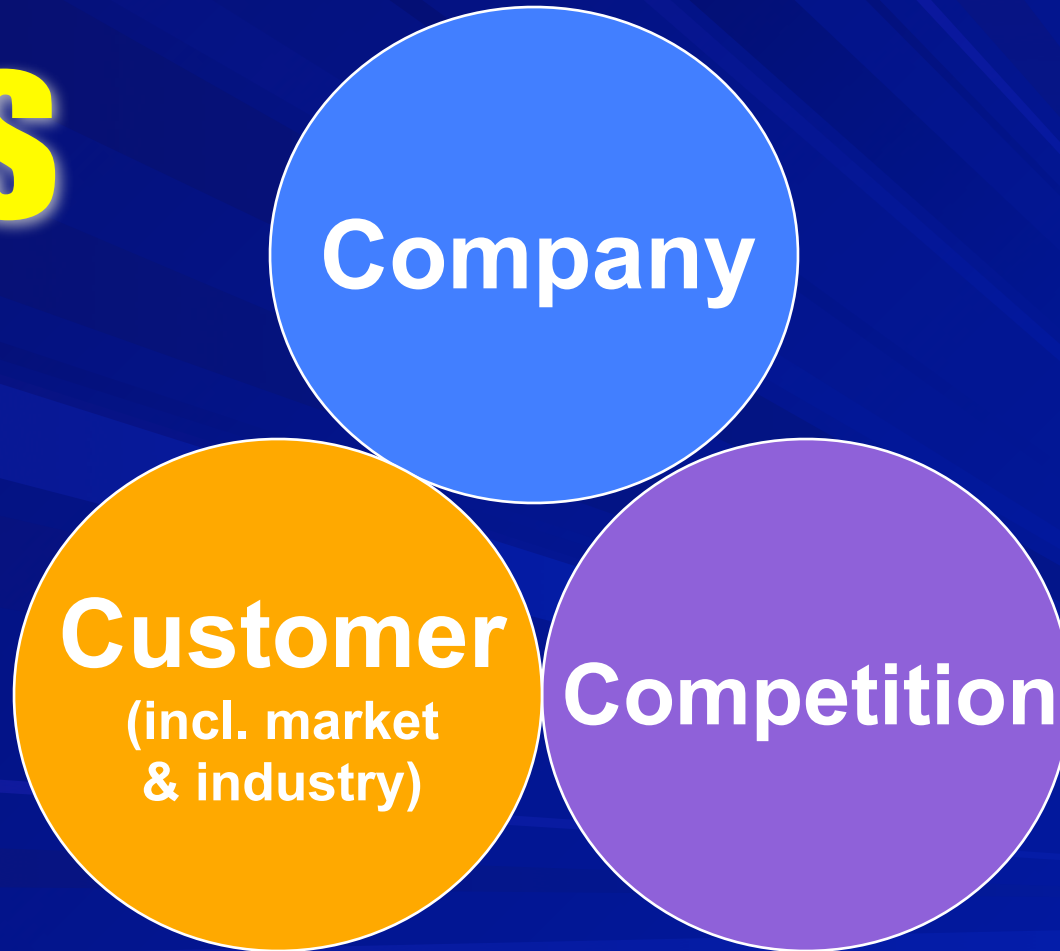 S
Company
Customer
(incl. market
& industry)
Competition